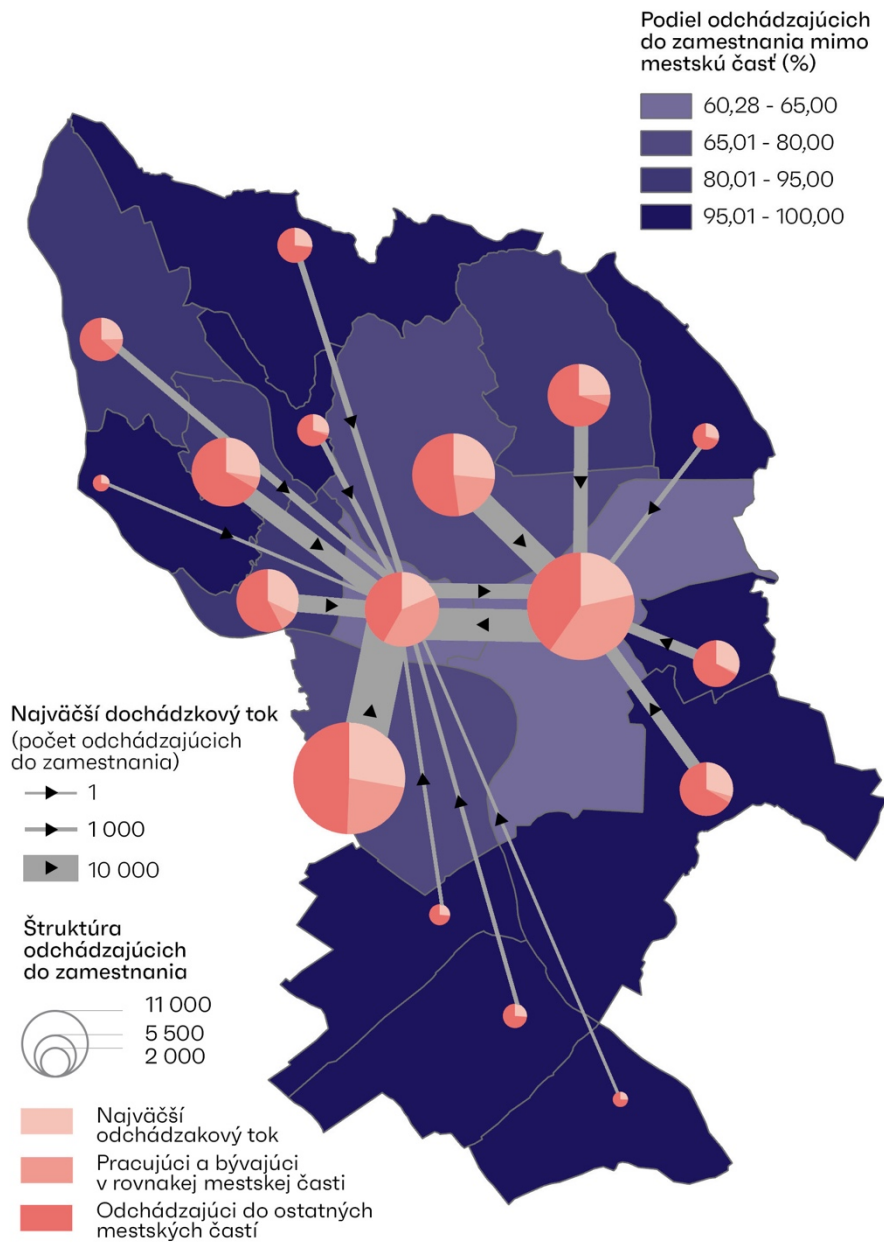 Podiel odchádzajúcich
do zamestnania mimo
mestskú časť (%)
60,28 - 65,00
65,01 - 80,00
80,01 - 95,00
95,01 - 100,00
Najväčší dochádzkový tok
(počet odchádzajúcich
do zamestnania)
1
1 000
10 000
Štruktúra
odchádzajúcich
do zamestnania
11 000
5 500
2 000
Najväčší
odchádzakový tok
Pracujúci a bývajúci
v rovnakej mestskej časti
Odchádzajúci do ostatných
mestských častí